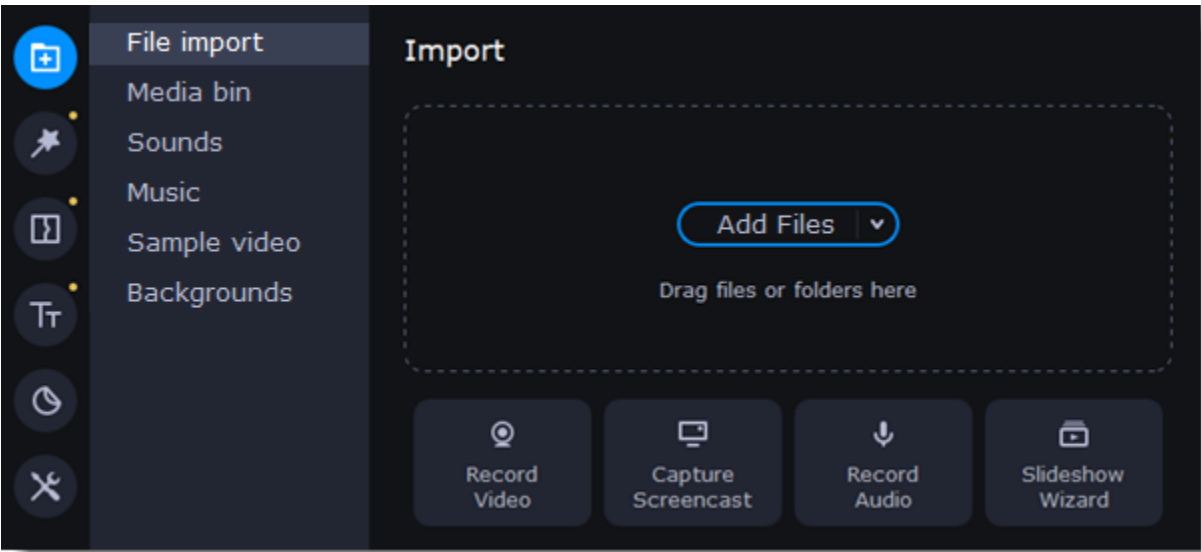 File import
Media bin
Sounds
Music
Sample video
Backgrounds
Import
Add Files
Drag files or folders here
Record
Video
Capture
Screencast
Record
Audio
Slideshow
Wizard
Tт